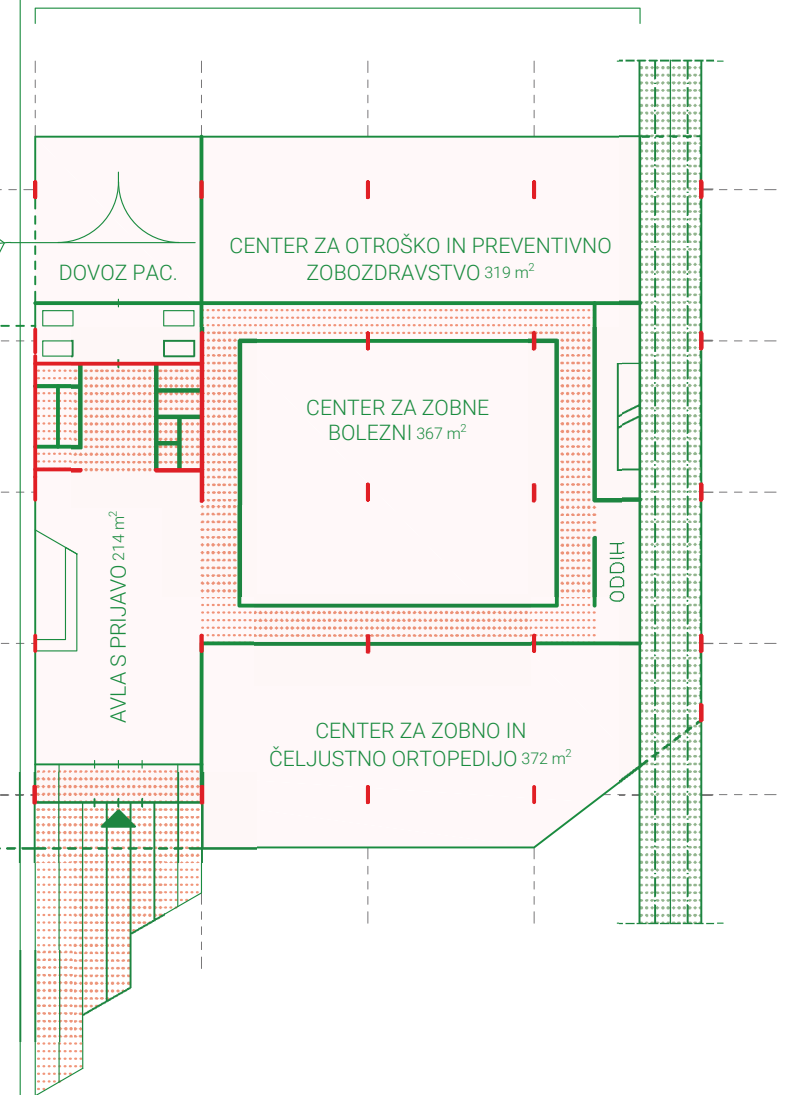 CENTER ZA OTROŠKO IN PREVENTIVNO
ZOBOZDRAVSTVO 319 m²
DOVOZ PAC.
CENTER ZA ZOBNE
BOLEZNI 367 m²
AVLA S PRIJAVO 214 m²
ODDIH
CENTER ZA ZOBNO IN
ČELJUSTNO ORTOPEDIJO 372 m²